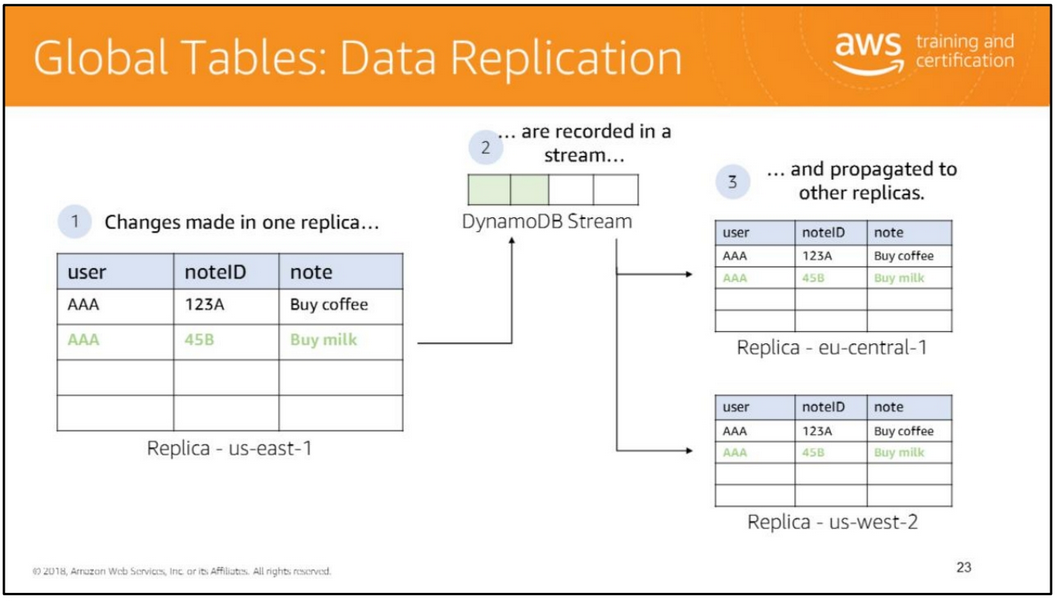 Global Tables: Data Replication
aws training and
certification
1 Changes made in one replica...
user noteID note
AAA 123A Buy coffee
AAA 45B Buy milk
Replica - us-east-1
2 ... are recorded in a
stream...
DynamoDB Stream
3 ... and propagated to
other replicas.
user noteID note
AAA 123A Buy coffee
AAA 45B Buy milk
Replica - eu-central-1
user noteID note
AAA 123A Buy coffee
AAA 45B Buy milk
Replica - us-west-2
© 2018, Amazon Web Services, Inc. or its Affiliates. All rights reserved.
23